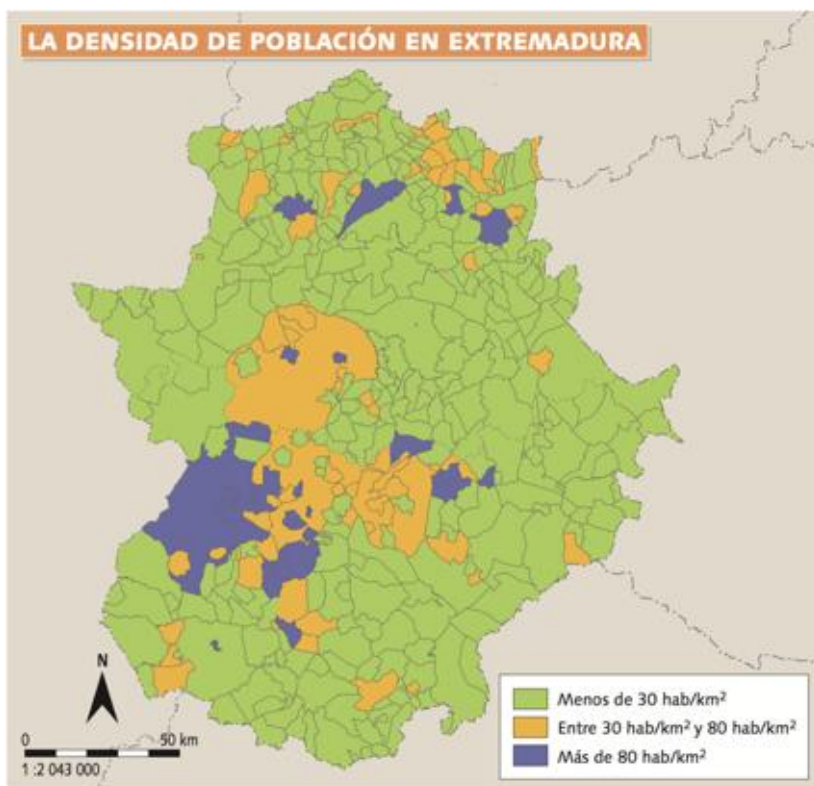 LA DENSIDAD DE POBLACIÓN EN EXTREMADURA
N
0 50 km
1 :2 043 000
Menos de 30 hab/km²
Entre 30 hab/km² y 80 hab/km²
Más de 80 hab/km²